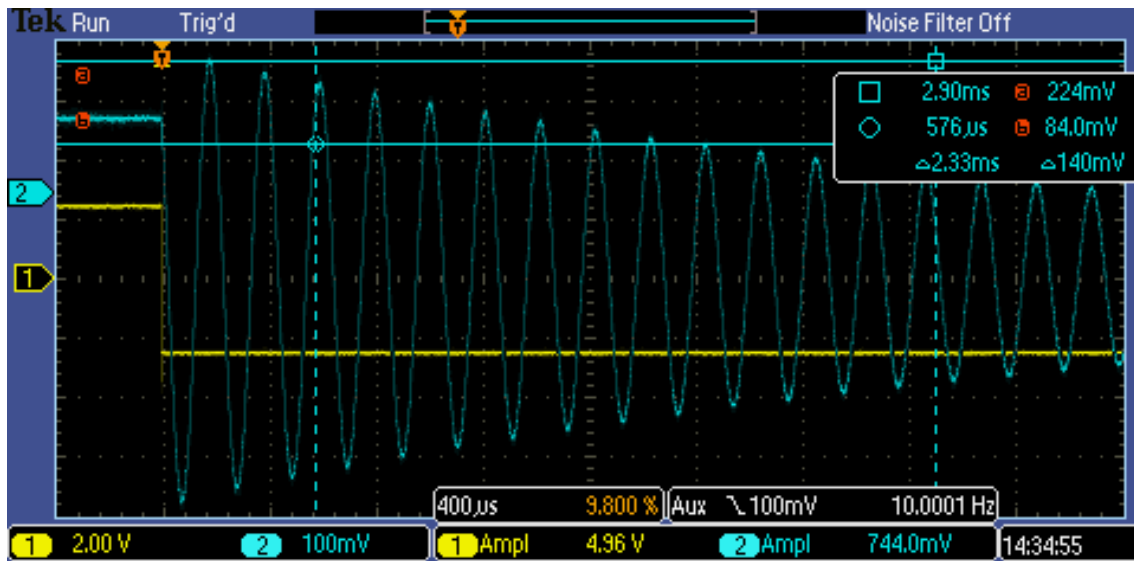 Tek Run Trig'd Noise Filter Off
T
T
a
2.90ms a 224mV
b
576µs b 84.0mV
△2.33ms △140mV
2
1
400µs 9.800 % Aux \ 100mV 10.0001 Hz
1 2.00 V 2 100mV 1 Ampl 4.96 V 2 Ampl 744.0mV 14:34:55